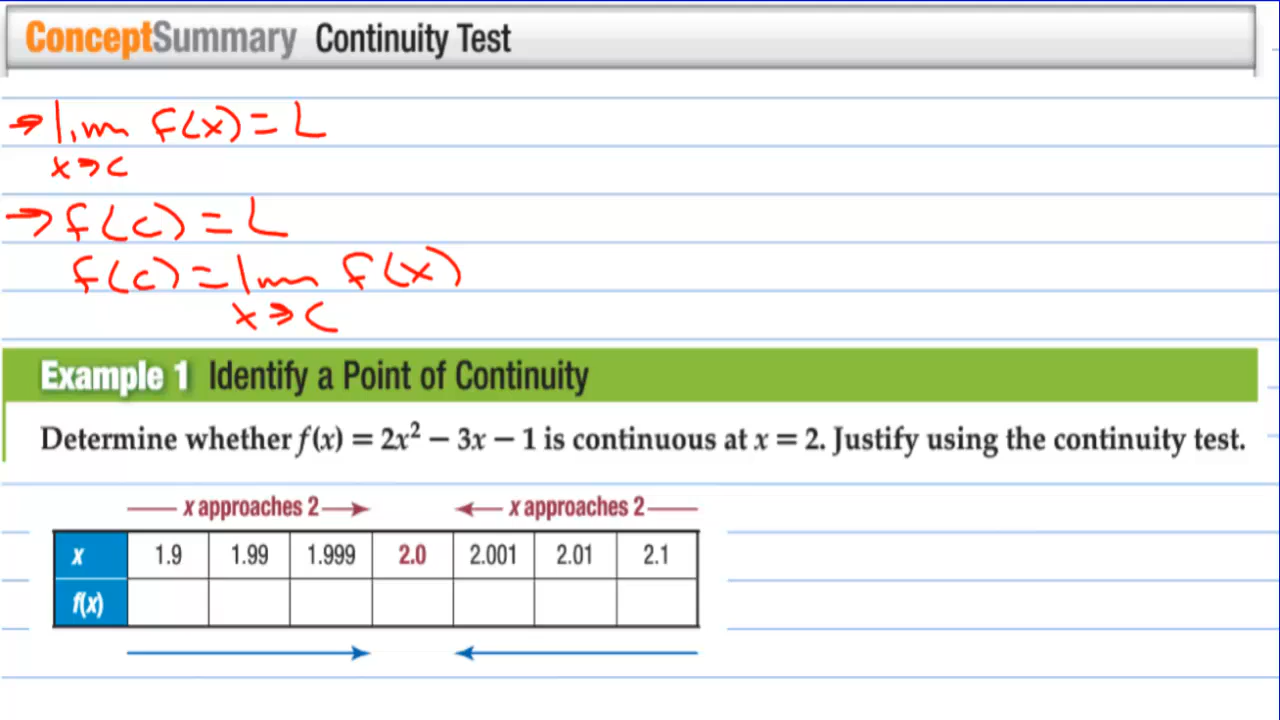 ConceptSummary Continuity Test
→ lim f(x) = L
x→c
→ f(c) = L
f(c) = lim f(x)
x→c
Example 1 Identify a Point of Continuity
Determine whether f(x) = 2x² − 3x − 1 is continuous at x = 2. Justify using the continuity test.
x approaches 2 x approaches 2
x 1.9 1.99 1.999 2.0 2.001 2.01 2.1
f(x)